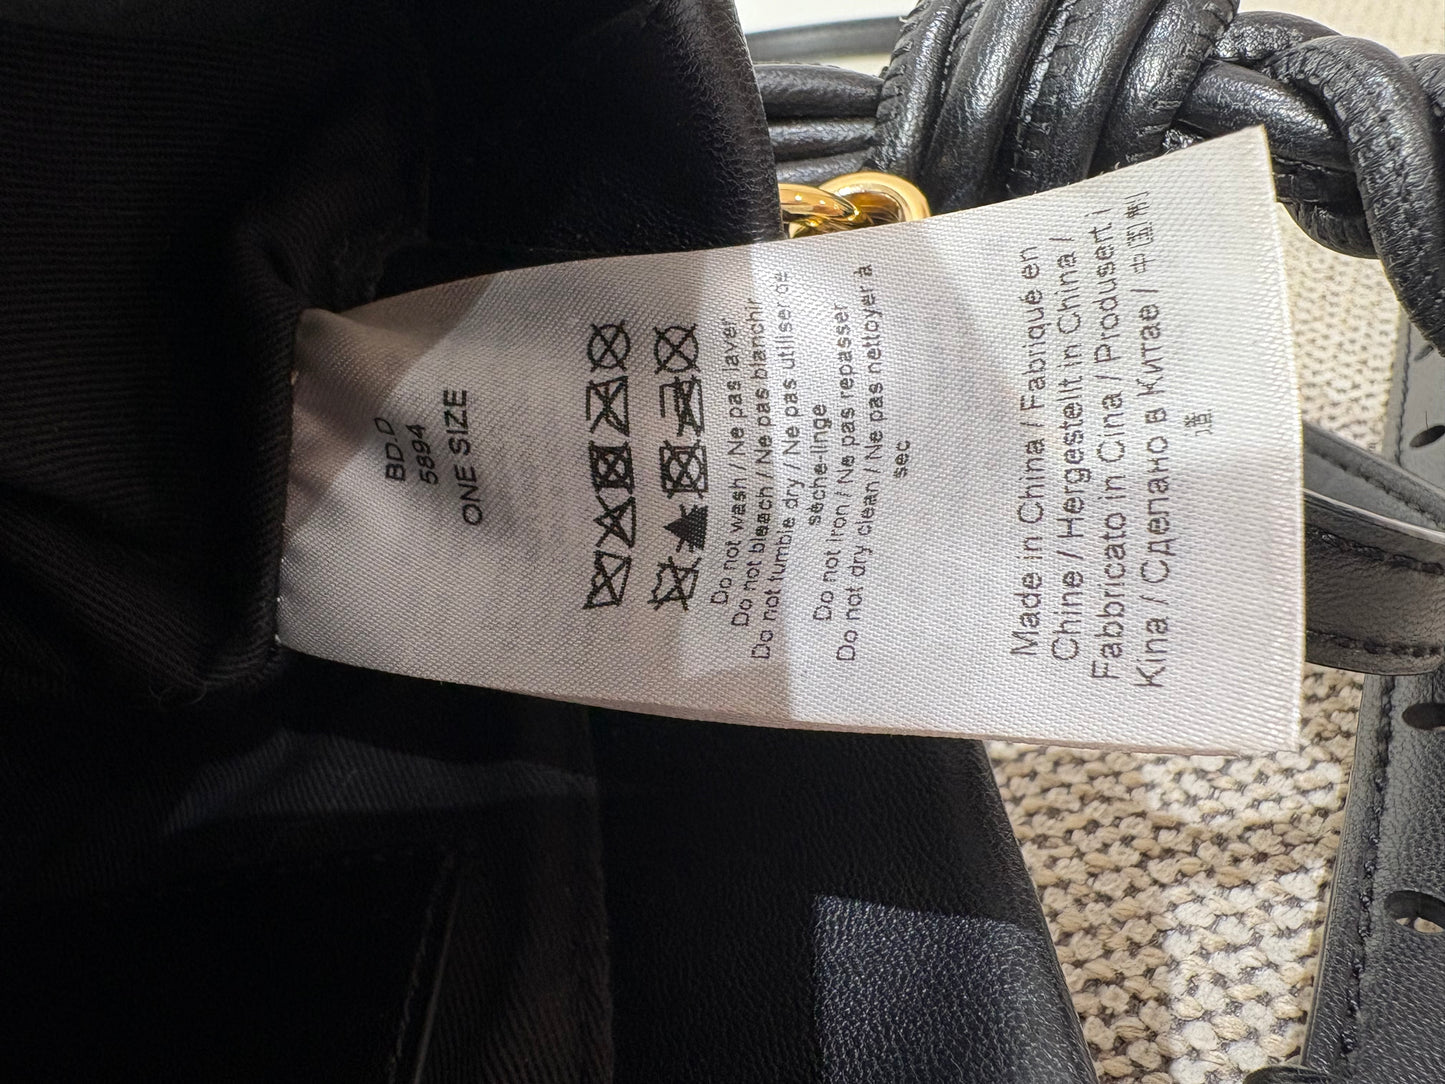 BD.D
5894
ONE SIZE
Do not wash / Ne pas laver
Do not bleach / Ne pas blanchir
Do not tumble dry / Ne pas utiliser de
sèche-linge
Do not iron / Ne pas repasser
Do not dry clean / Ne pas nettoyer à
sec
Made in China / Fabriqué en
Chine / Hergestellt in China /
Fabbricato in Cina / Produsert i
Kina / Сделано в Китае / 中国制
造